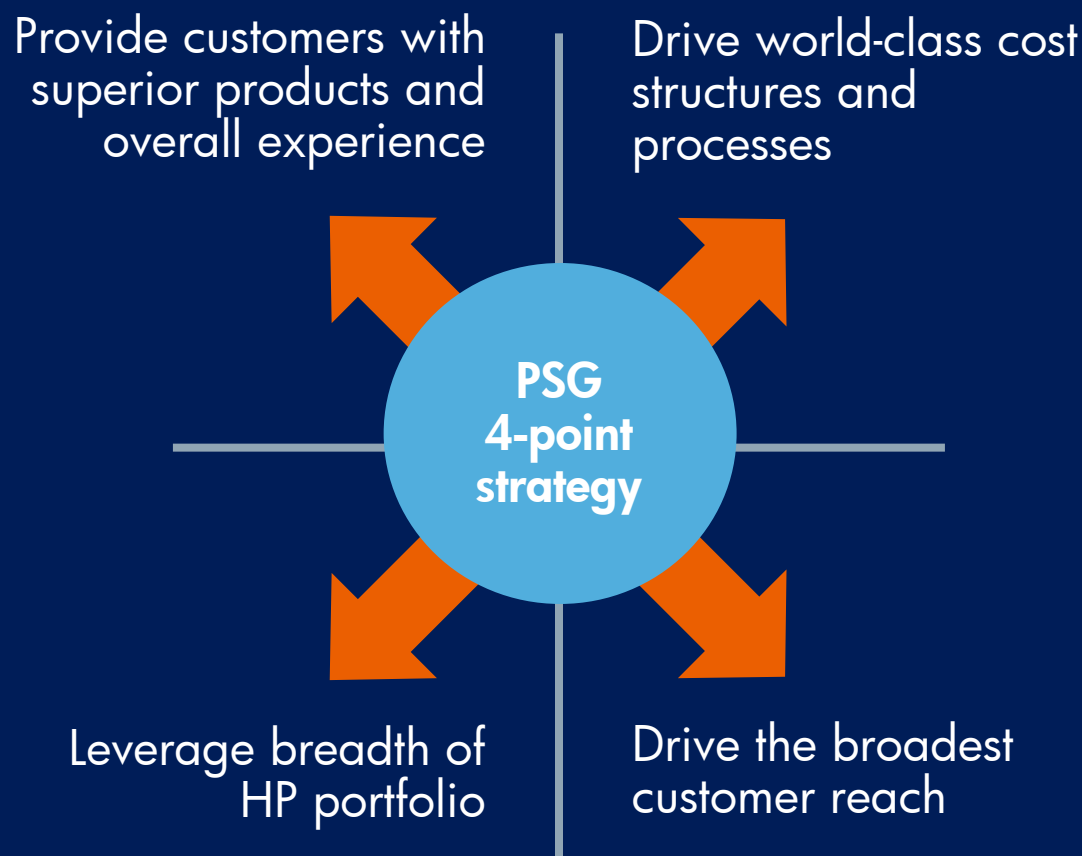 Provide customers with
superior products and
overall experience
Drive world-class cost
structures and
processes
PSG
4-point
strategy
Leverage breadth of
HP portfolio
Drive the broadest
customer reach